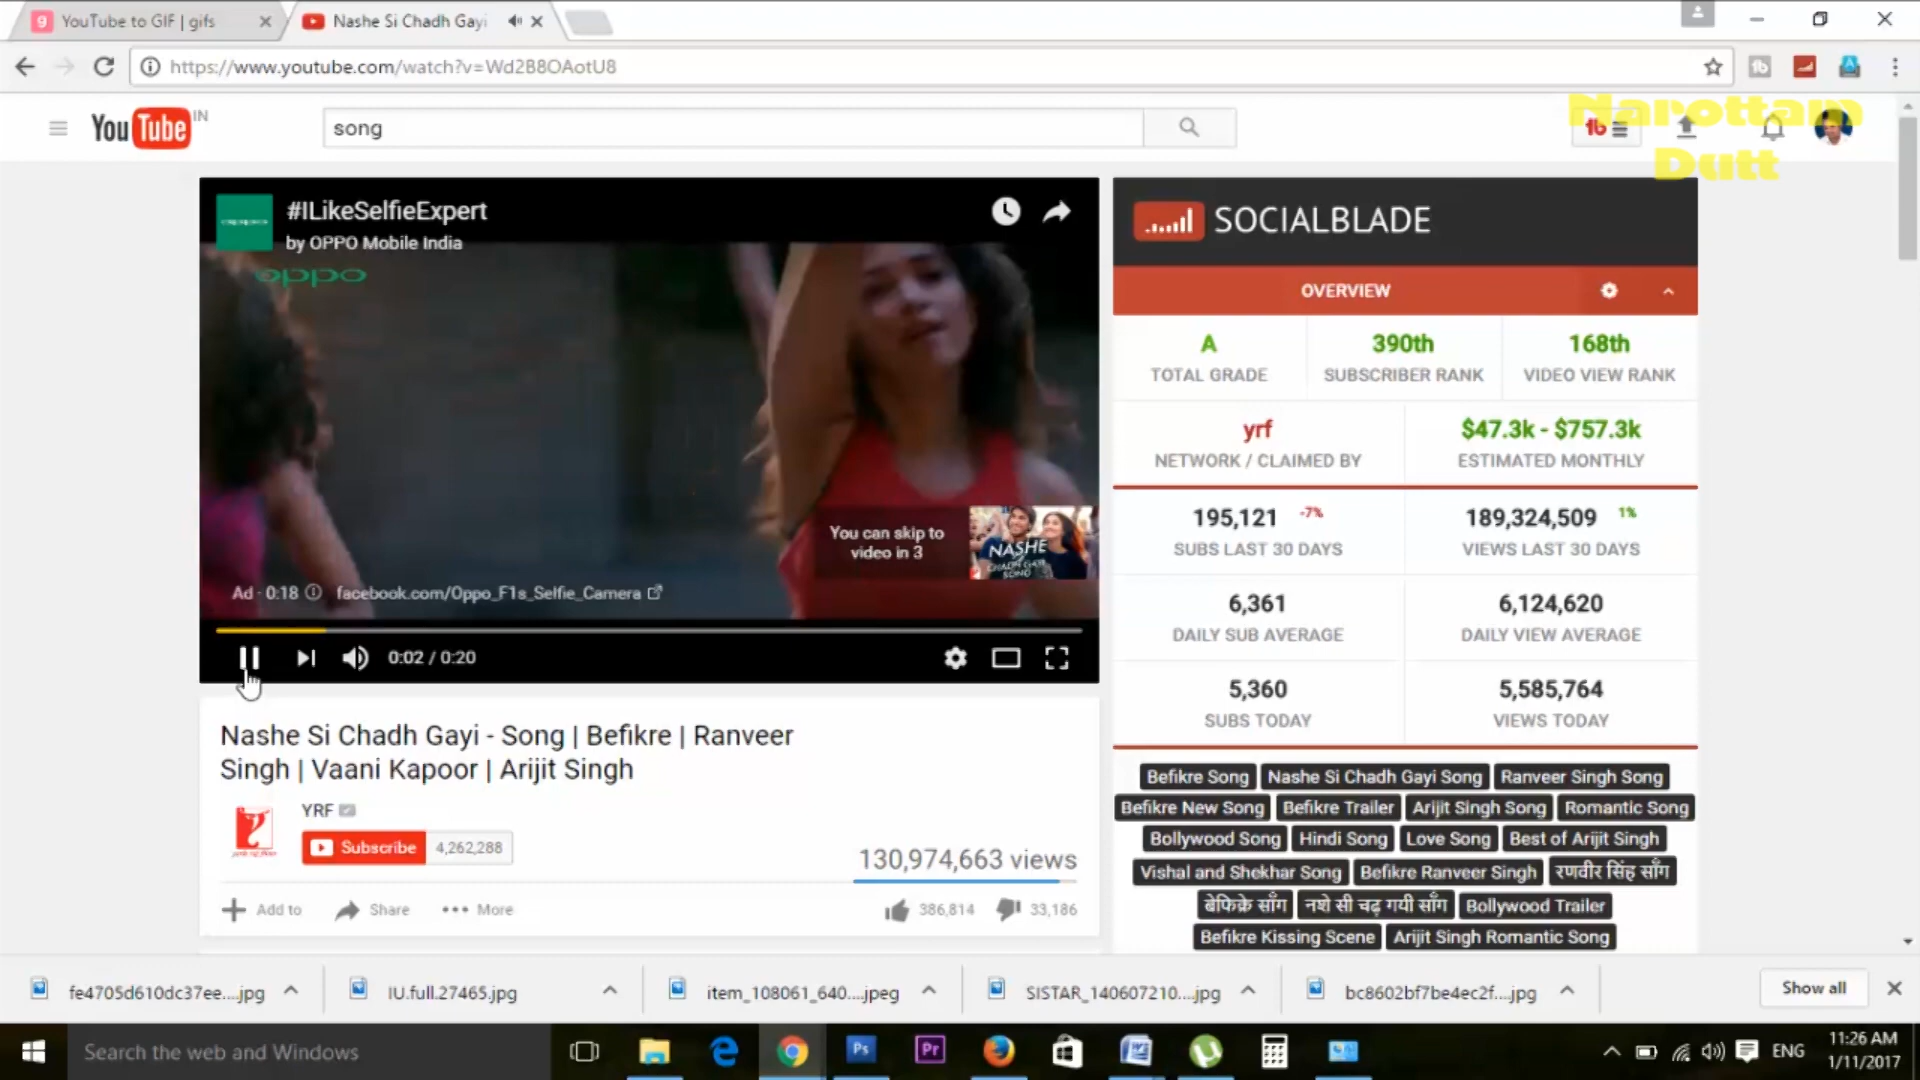 YouTube to GIF | gifs
Nashe Si Chadh Gayi
https://www.youtube.com/watch?v=Wd2B8OAotU8
YouTube IN
song
Narottam
Dutt
#ILikeSelfieExpert
by OPPO Mobile India
oppo
You can skip to
video in 3
NASHE
SI
CHADH GAYI
SONG
Ad · 0:18
facebook.com/Oppo_F1s_Selfie_Camera
0:02 / 0:20
Nashe Si Chadh Gayi - Song | Befikre | Ranveer
Singh | Vaani Kapoor | Arijit Singh
YRF
Subscribe 4,262,288
130,974,663 views
Add to Share More 386,814 33,186
SOCIALBLADE
OVERVIEW
A 390th 168th
TOTAL GRADE SUBSCRIBER RANK VIDEO VIEW RANK
yrf $47.3k - $757.3k
NETWORK / CLAIMED BY ESTIMATED MONTHLY
195,121 -7% 189,324,509 1%
SUBS LAST 30 DAYS VIEWS LAST 30 DAYS
6,361 6,124,620
DAILY SUB AVERAGE DAILY VIEW AVERAGE
5,360 5,585,764
SUBS TODAY VIEWS TODAY
Befikre Song Nashe Si Chadh Gayi Song Ranveer Singh Song
Befikre New Song Befikre Trailer Arijit Singh Song Romantic Song
Bollywood Song Hindi Song Love Song Best of Arijit Singh
Vishal and Shekhar Song Befikre Ranveer Singh रणवीर सिंह सॉंग
बेफिक्रे सॉंग नशे सी चढ़ गयी सॉंग Bollywood Trailer
Befikre Kissing Scene Arijit Singh Romantic Song
fe4705d610dc37ee....jpg IU.full.27465.jpg item_108061_640....jpeg SISTAR_140607210....jpg bc8602bf7be4ec2f....jpg Show all
Search the web and Windows
Ps
Pr
ENG
11:26 AM
1/11/2017